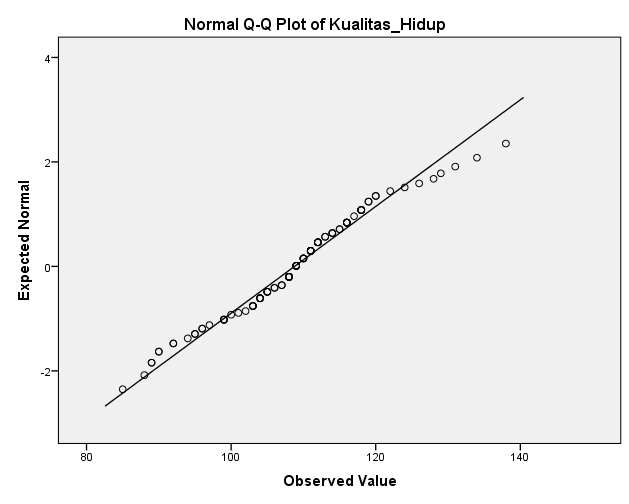 Normal Q-Q Plot of Kualitas_Hidup
4
2
0
-2
Expected Normal
80 100 120 140
Observed Value